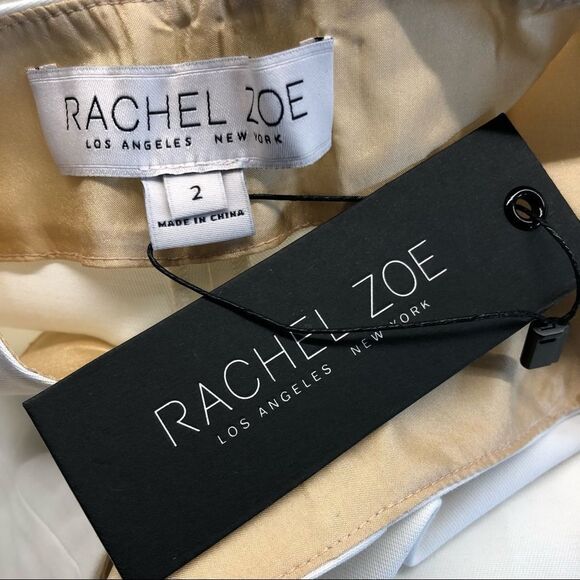 RACHEL ZOE
LOS ANGELES NEW YORK
2
MADE IN CHINA
RACHEL ZOE
LOS ANGELES NEW YORK